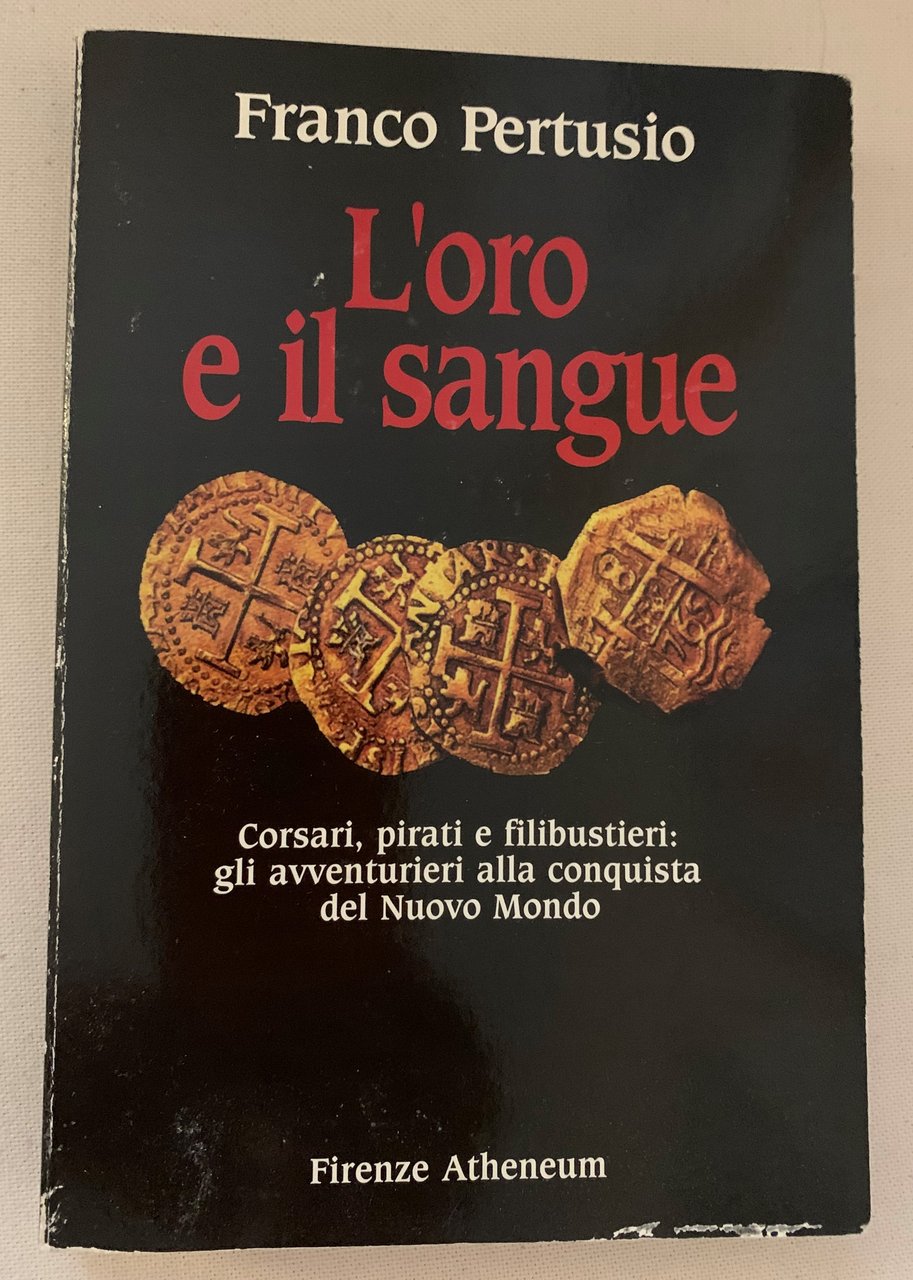 Franco Pertusio
L'oro
e il sangue
Corsari, pirati e filibustieri:
gli avventurieri alla conquista
del Nuovo Mondo
Firenze Atheneum